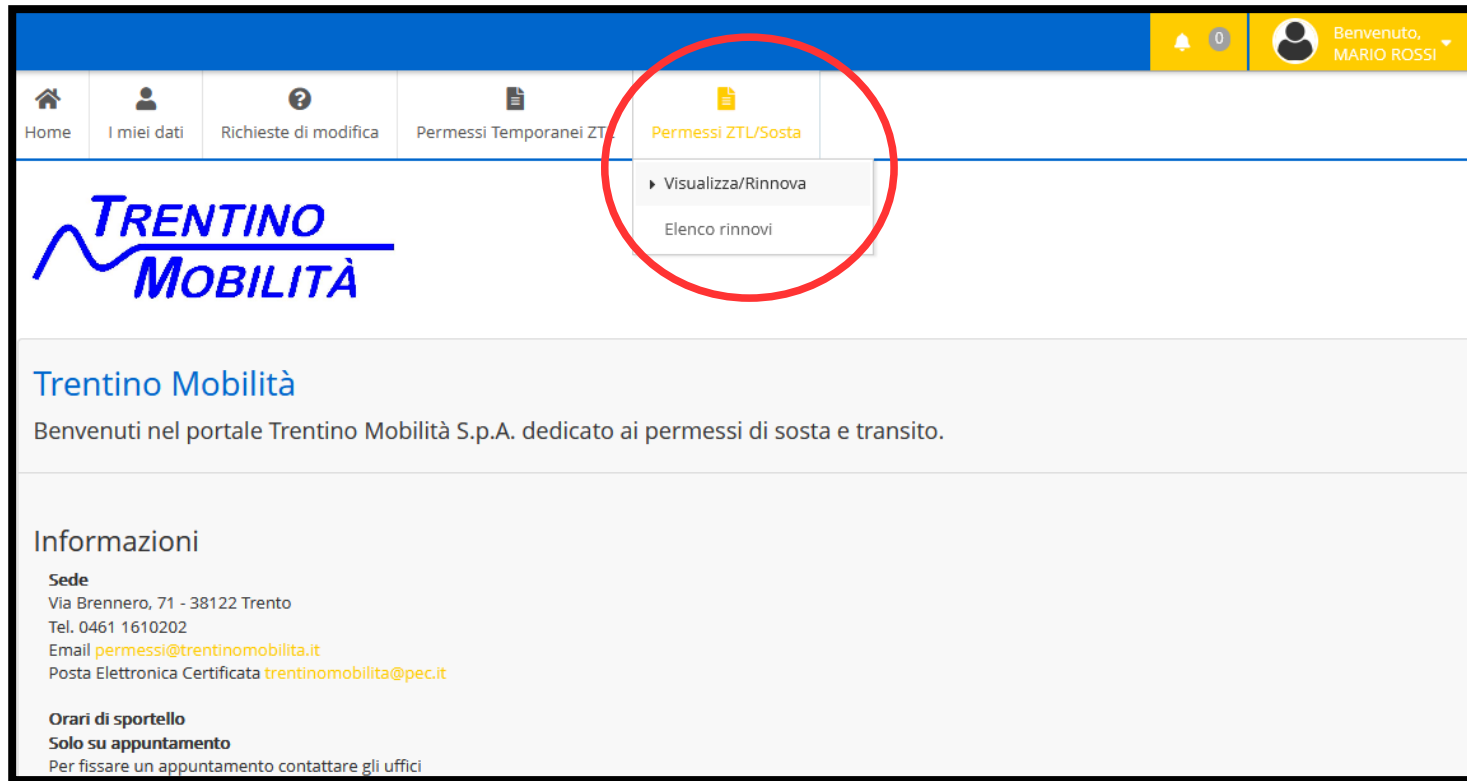 0
Benvenuto,
MARIO ROSSI
Home
I miei dati
Richieste di modifica
Permessi Temporanei
Permessi ZTL/Sosta
Visualizza/Rinnova
Elenco rinnovi
TRENTINO
MOBILITÀ
Trentino Mobilità
Benvenuti nel portale Trentino Mobilità S.p.A. dedicato ai permessi di sosta e transito.
Informazioni
Sede
Via Brennero, 71 - 38122 Trento
Tel. 0461 1610202
Email permessi@trentinomobilita.it
Posta Elettronica Certificata trentinomobilita@pec.it
Orari di sportello
Solo su appuntamento
Per fissare un appuntamento contattare gli uffici